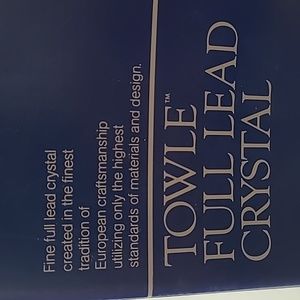 Fine full lead crystal
created in the finest
tradition of
European craftsmanship
utilizing only the highest
standards of materials and design.
TOWLE™
FULL LEAD
CRYSTAL